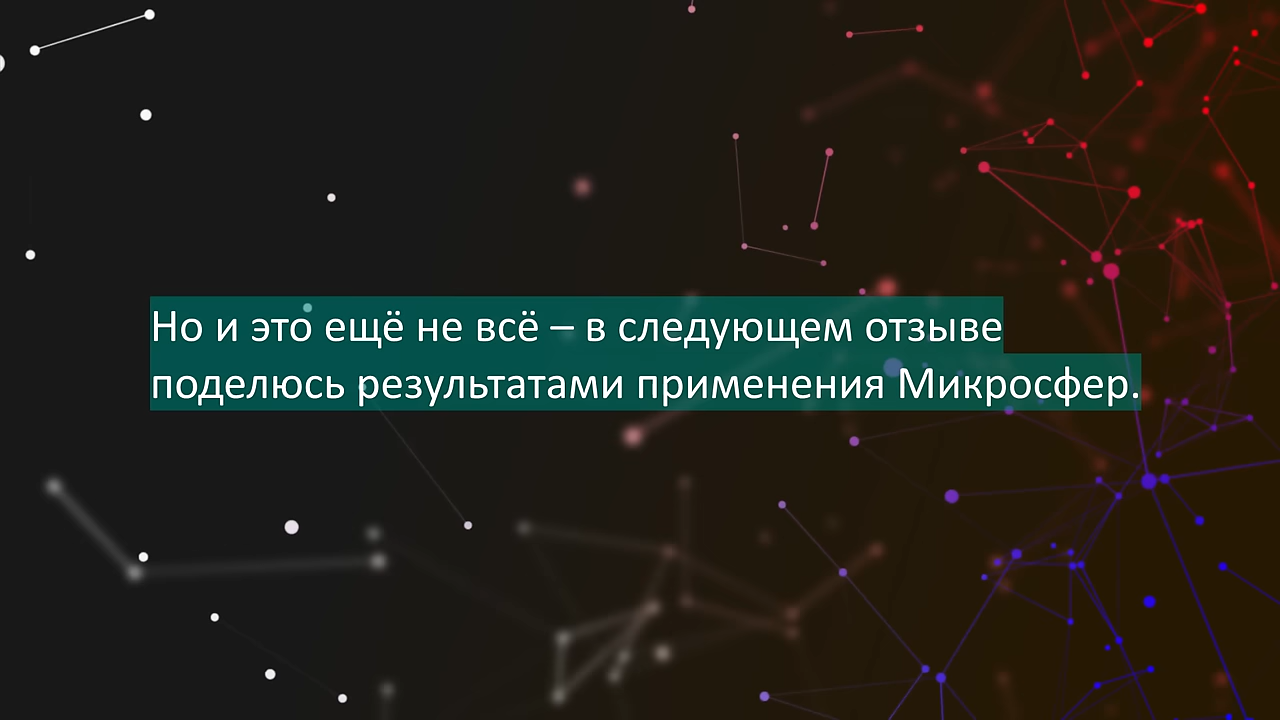 Но и это ещё не всё – в следующем отзыве
поделюсь результатами применения Микросфер.